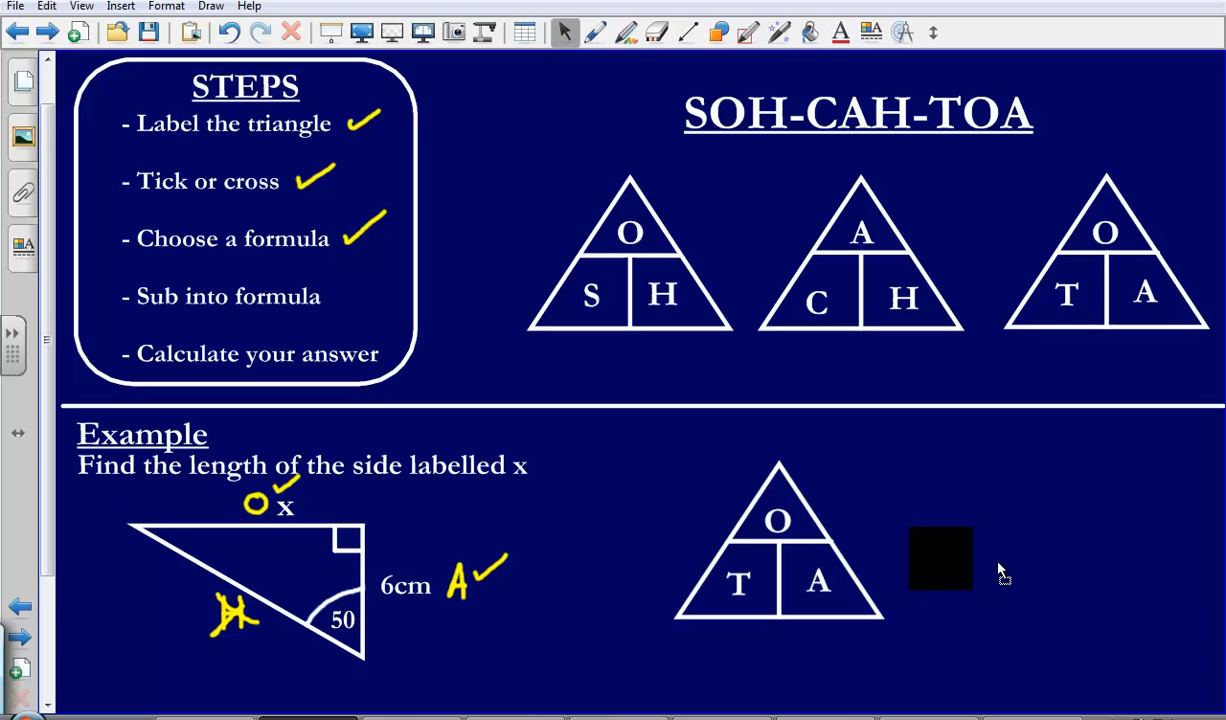 File Edit View Insert Format Draw Help
STEPS
- Label the triangle
- Tick or cross
- Choose a formula
- Sub into formula
- Calculate your answer
SOH-CAH-TOA
O
S H
A
C H
O
T A
Example
Find the length of the side labelled x
O x
6cm A
H
50
O
T A